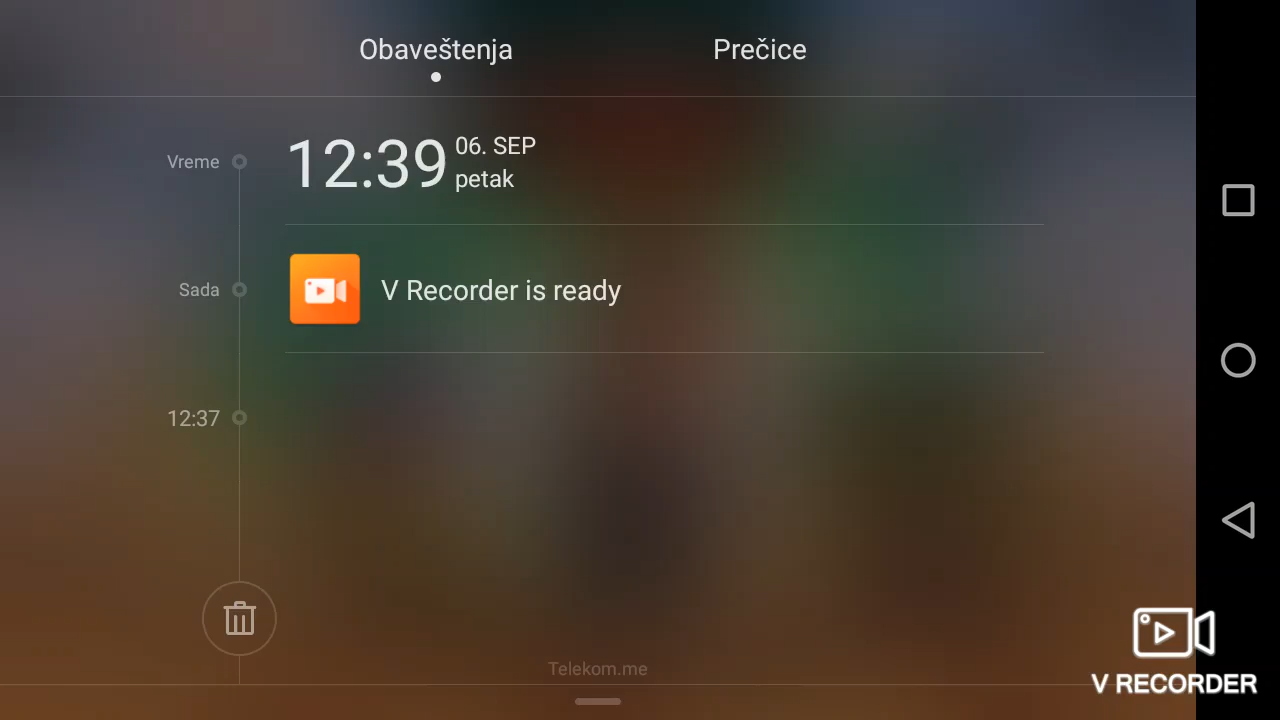 Obaveštenja
Prečice
Vreme
12:39
06. SEP
petak
Sada
V Recorder is ready
12:37
Telekom.me
V RECORDER